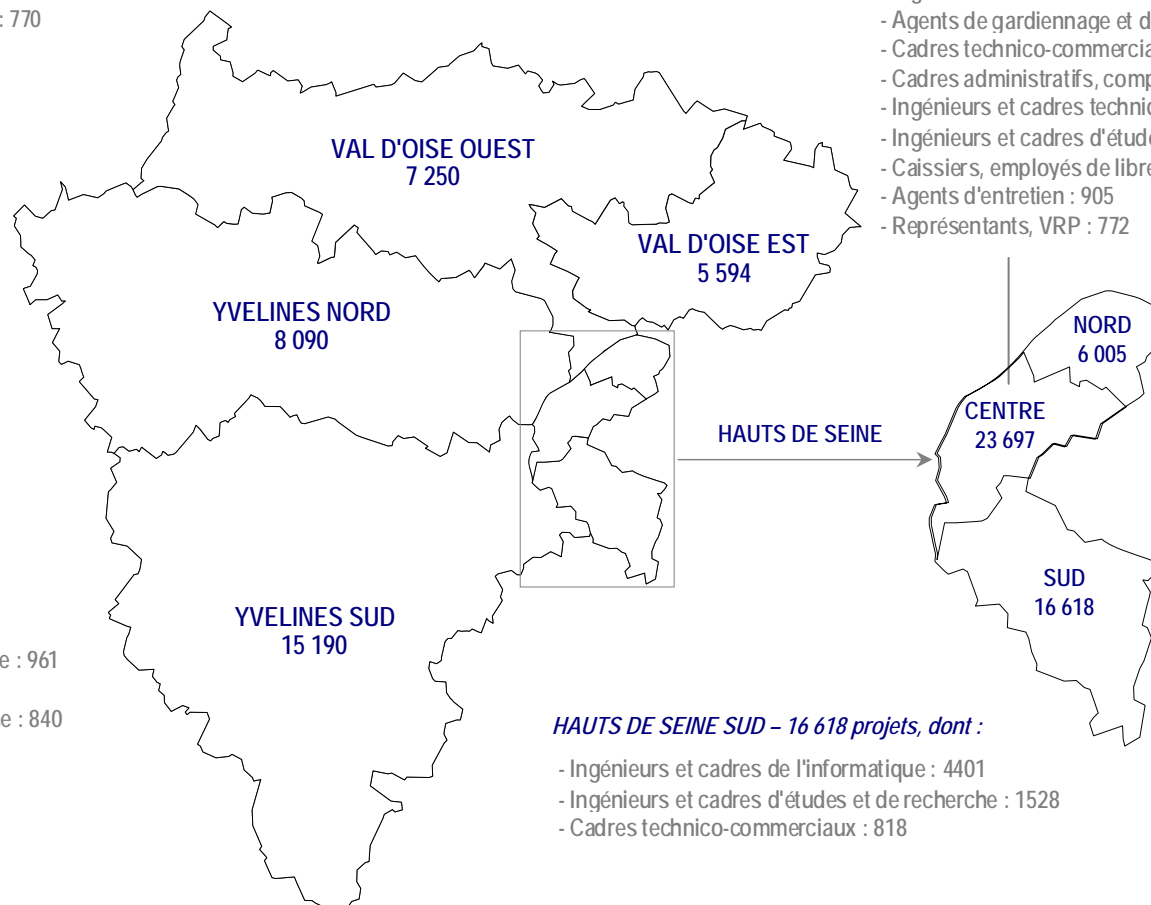 : 770
- Agents de gardiennage et d
- Cadres technico-commercia
- Cadres administratifs, comp
- Ingénieurs et cadres technic
- Ingénieurs et cadres d'étude
- Caissiers, employés de libre
- Agents d'entretien : 905
- Représentants, VRP : 772
VAL D'OISE OUEST
7 250
VAL D'OISE EST
5 594
YVELINES NORD
8 090
NORD
6 005
CENTRE
23 697
HAUTS DE SEINE
SUD
16 618
YVELINES SUD
15 190
e : 961
ne : 840
HAUTS DE SEINE SUD – 16 618 projets, dont :
- Ingénieurs et cadres de l'informatique : 4401
- Ingénieurs et cadres d'études et de recherche : 1528
- Cadres technico-commerciaux : 818